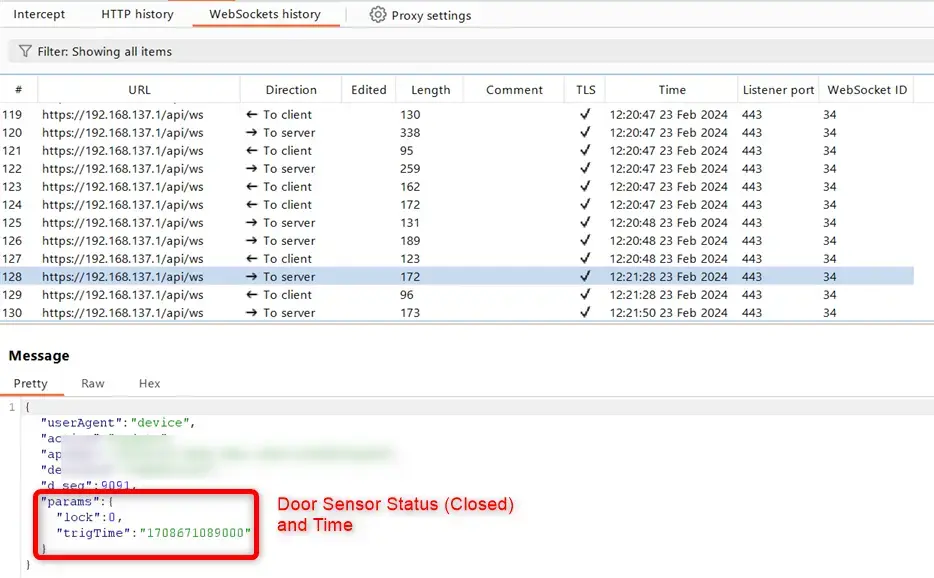 Intercept HTTP history WebSockets history Proxy settings
Filter: Showing all items
# URL Direction Edited Length Comment TLS Time Listener port WebSocket ID
119 https://192.168.137.1/api/ws ← To client 130 ✓ 12:20:47 23 Feb 2024 443 34
120 https://192.168.137.1/api/ws → To server 338 ✓ 12:20:47 23 Feb 2024 443 34
121 https://192.168.137.1/api/ws ← To client 95 ✓ 12:20:47 23 Feb 2024 443 34
122 https://192.168.137.1/api/ws → To server 259 ✓ 12:20:47 23 Feb 2024 443 34
123 https://192.168.137.1/api/ws ← To client 162 ✓ 12:20:47 23 Feb 2024 443 34
124 https://192.168.137.1/api/ws ← To client 172 ✓ 12:20:47 23 Feb 2024 443 34
125 https://192.168.137.1/api/ws → To server 131 ✓ 12:20:48 23 Feb 2024 443 34
126 https://192.168.137.1/api/ws → To server 189 ✓ 12:20:48 23 Feb 2024 443 34
127 https://192.168.137.1/api/ws ← To client 123 ✓ 12:20:48 23 Feb 2024 443 34
128 https://192.168.137.1/api/ws → To server 172 ✓ 12:21:28 23 Feb 2024 443 34
129 https://192.168.137.1/api/ws ← To client 96 ✓ 12:21:28 23 Feb 2024 443 34
130 https://192.168.137.1/api/ws → To server 173 ✓ 12:21:50 23 Feb 2024 443 34
Message
Pretty Raw Hex
1 {
"userAgent":"device",
"d_seq":9091,
"params":{
"lock":0,
"trigTime":"1708671089000"
}
}
Door Sensor Status (Closed)
and Time